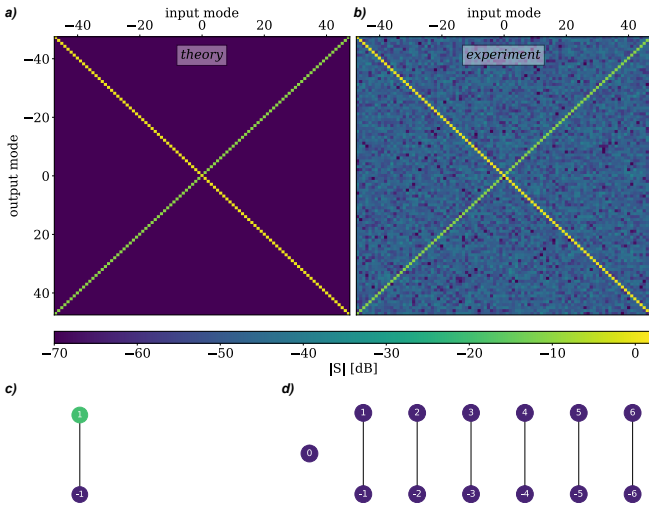 a) input mode b) input mode
−40 −20 0 20 40 −40 −20 0 20 40
theory experiment
output mode
−40
−20
0
20
40
−70 −60 −50 −40 −30 −20 −10 0
|S| [dB]
c) d)
1 1 2 3 4 5 6
0
-1 -1 -2 -3 -4 -5 -6